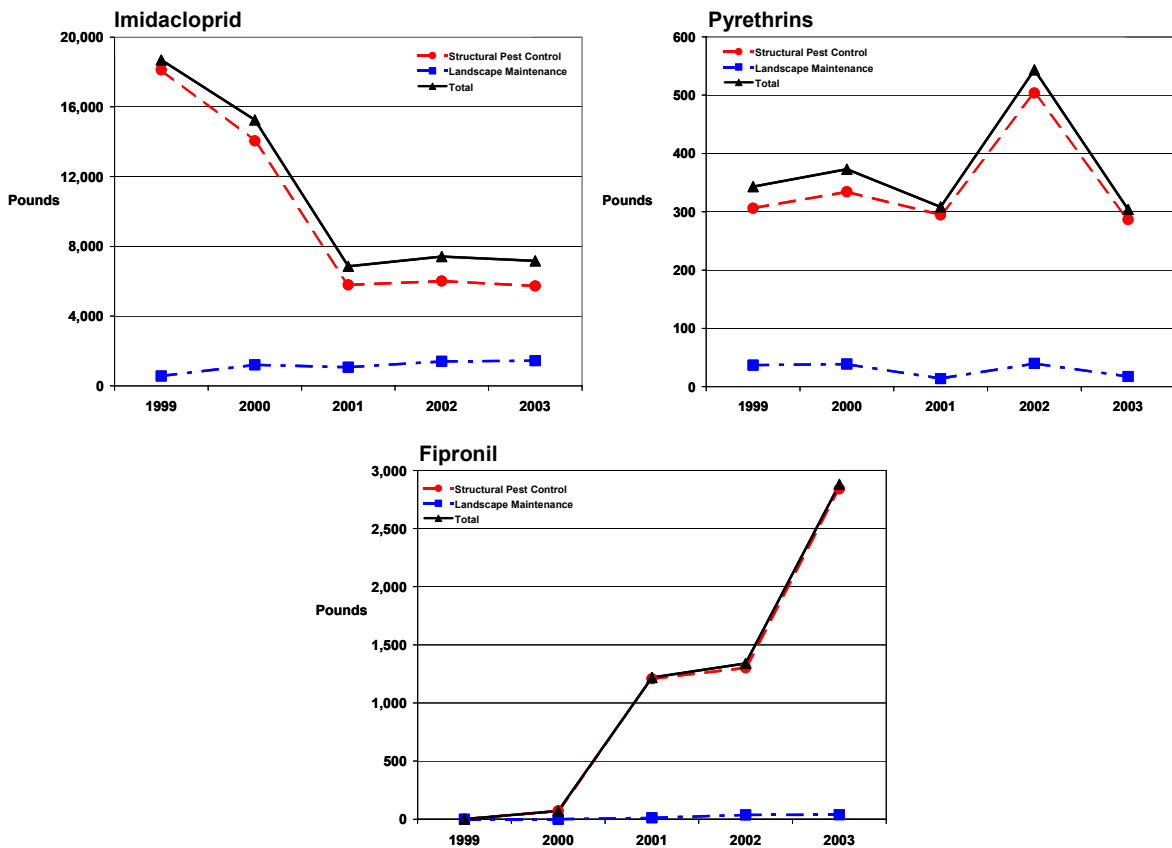 Imidacloprid
20,000
16,000
12,000
8,000
4,000
0
Pounds
Structural Pest Control
Landscape Maintenance
Total
1999 2000 2001 2002 2003
Pyrethrins
600
500
400
300
200
100
0
Pounds
Structural Pest Control
Landscape Maintenance
Total
1999 2000 2001 2002 2003
Fipronil
3,000
2,500
2,000
1,500
1,000
500
0
Pounds
Structural Pest Control
Landscape Maintenance
Total
1999 2000 2001 2002 2003